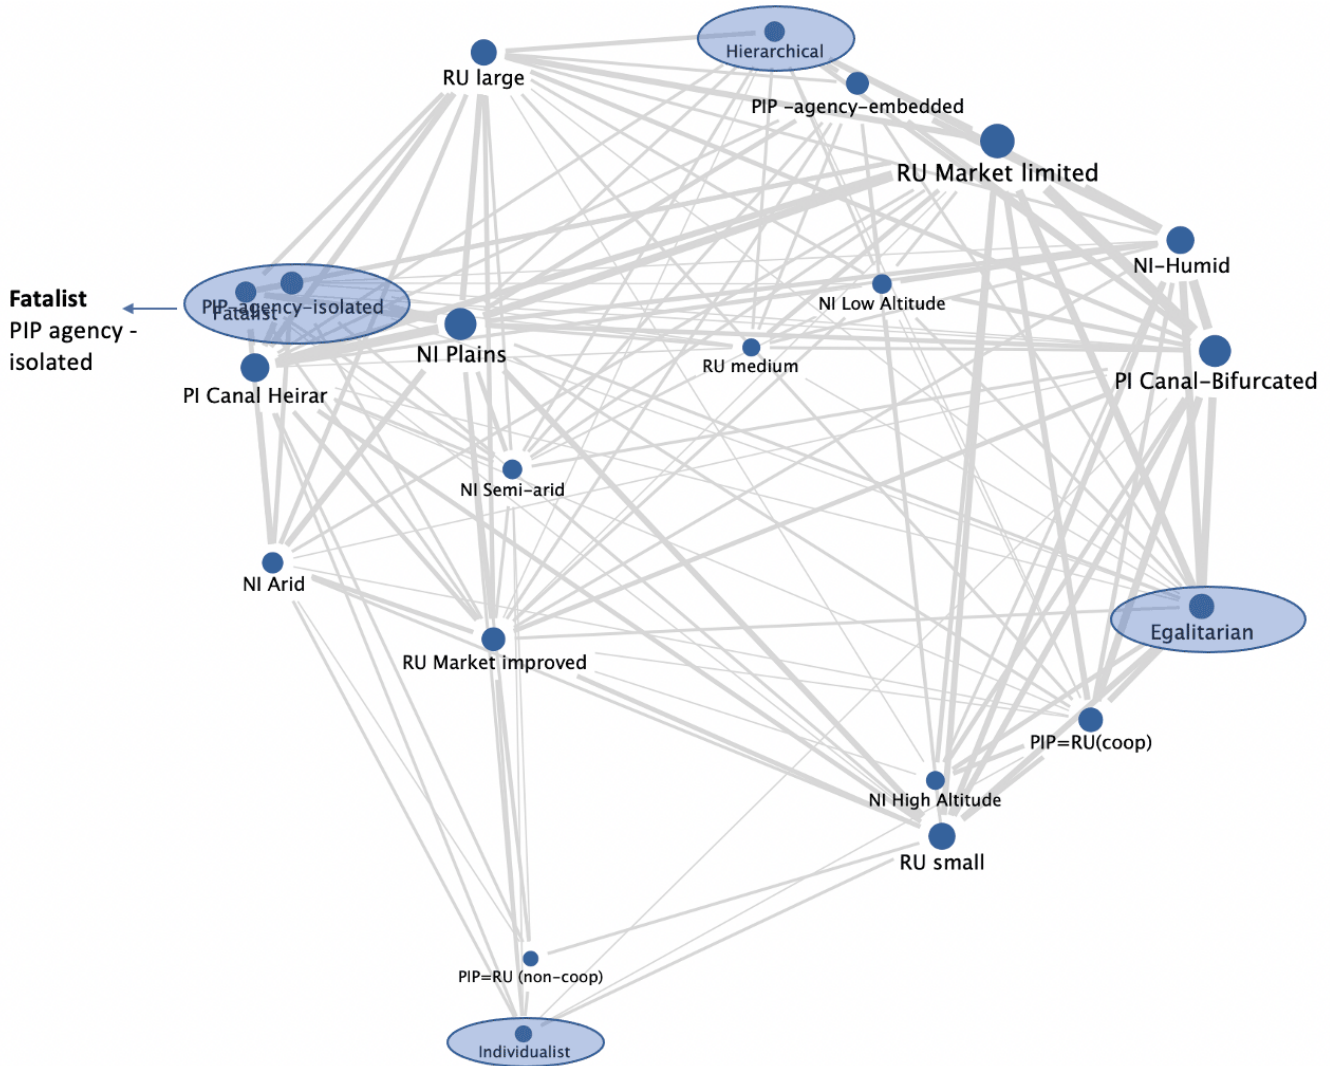 Hierarchical
RU large
PIP -agency-embedded
RU Market limited
NI-Humid
Fatalist
PIP agency -
isolated
PIP-agency-isolated
Fatalist
NI Low Altitude
NI Plains
RU medium
PI Canal Heirar
PI Canal-Bifurcated
NI Semi-arid
NI Arid
Egalitarian
RU Market improved
PIP=RU(coop)
NI High Altitude
RU small
PIP=RU (non-coop)
Individualist